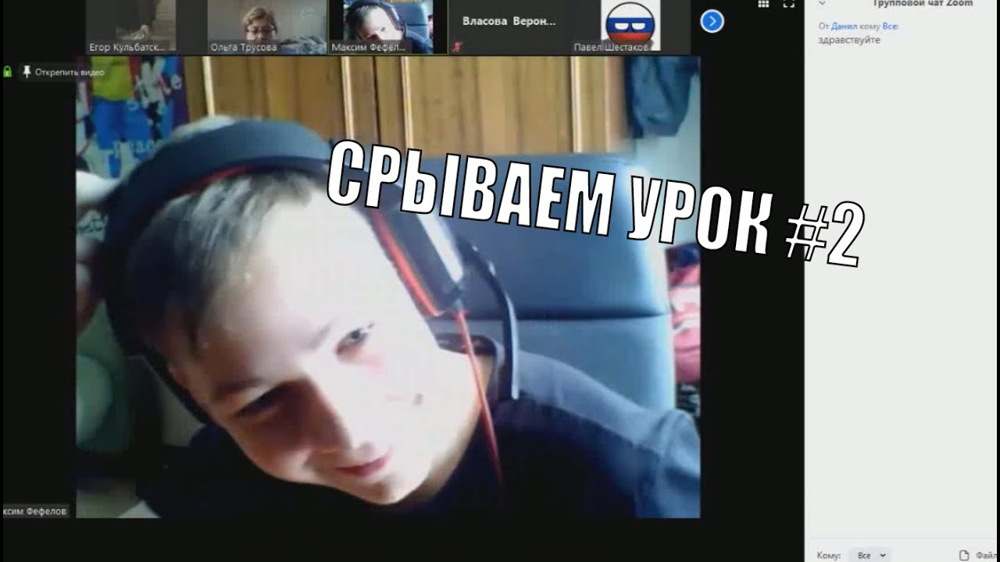 Егор Кульбатск...
Ольга Трусова
Максим Фефел...
Власова Верон...
Павел Шестаков
Групповой чат Zoom
От Данил кому Все:
здравствуйте
Открепить видео
peace
СРЫВАЕМ УРОК #2
ксим Фефелов
Кому: Все
Файл